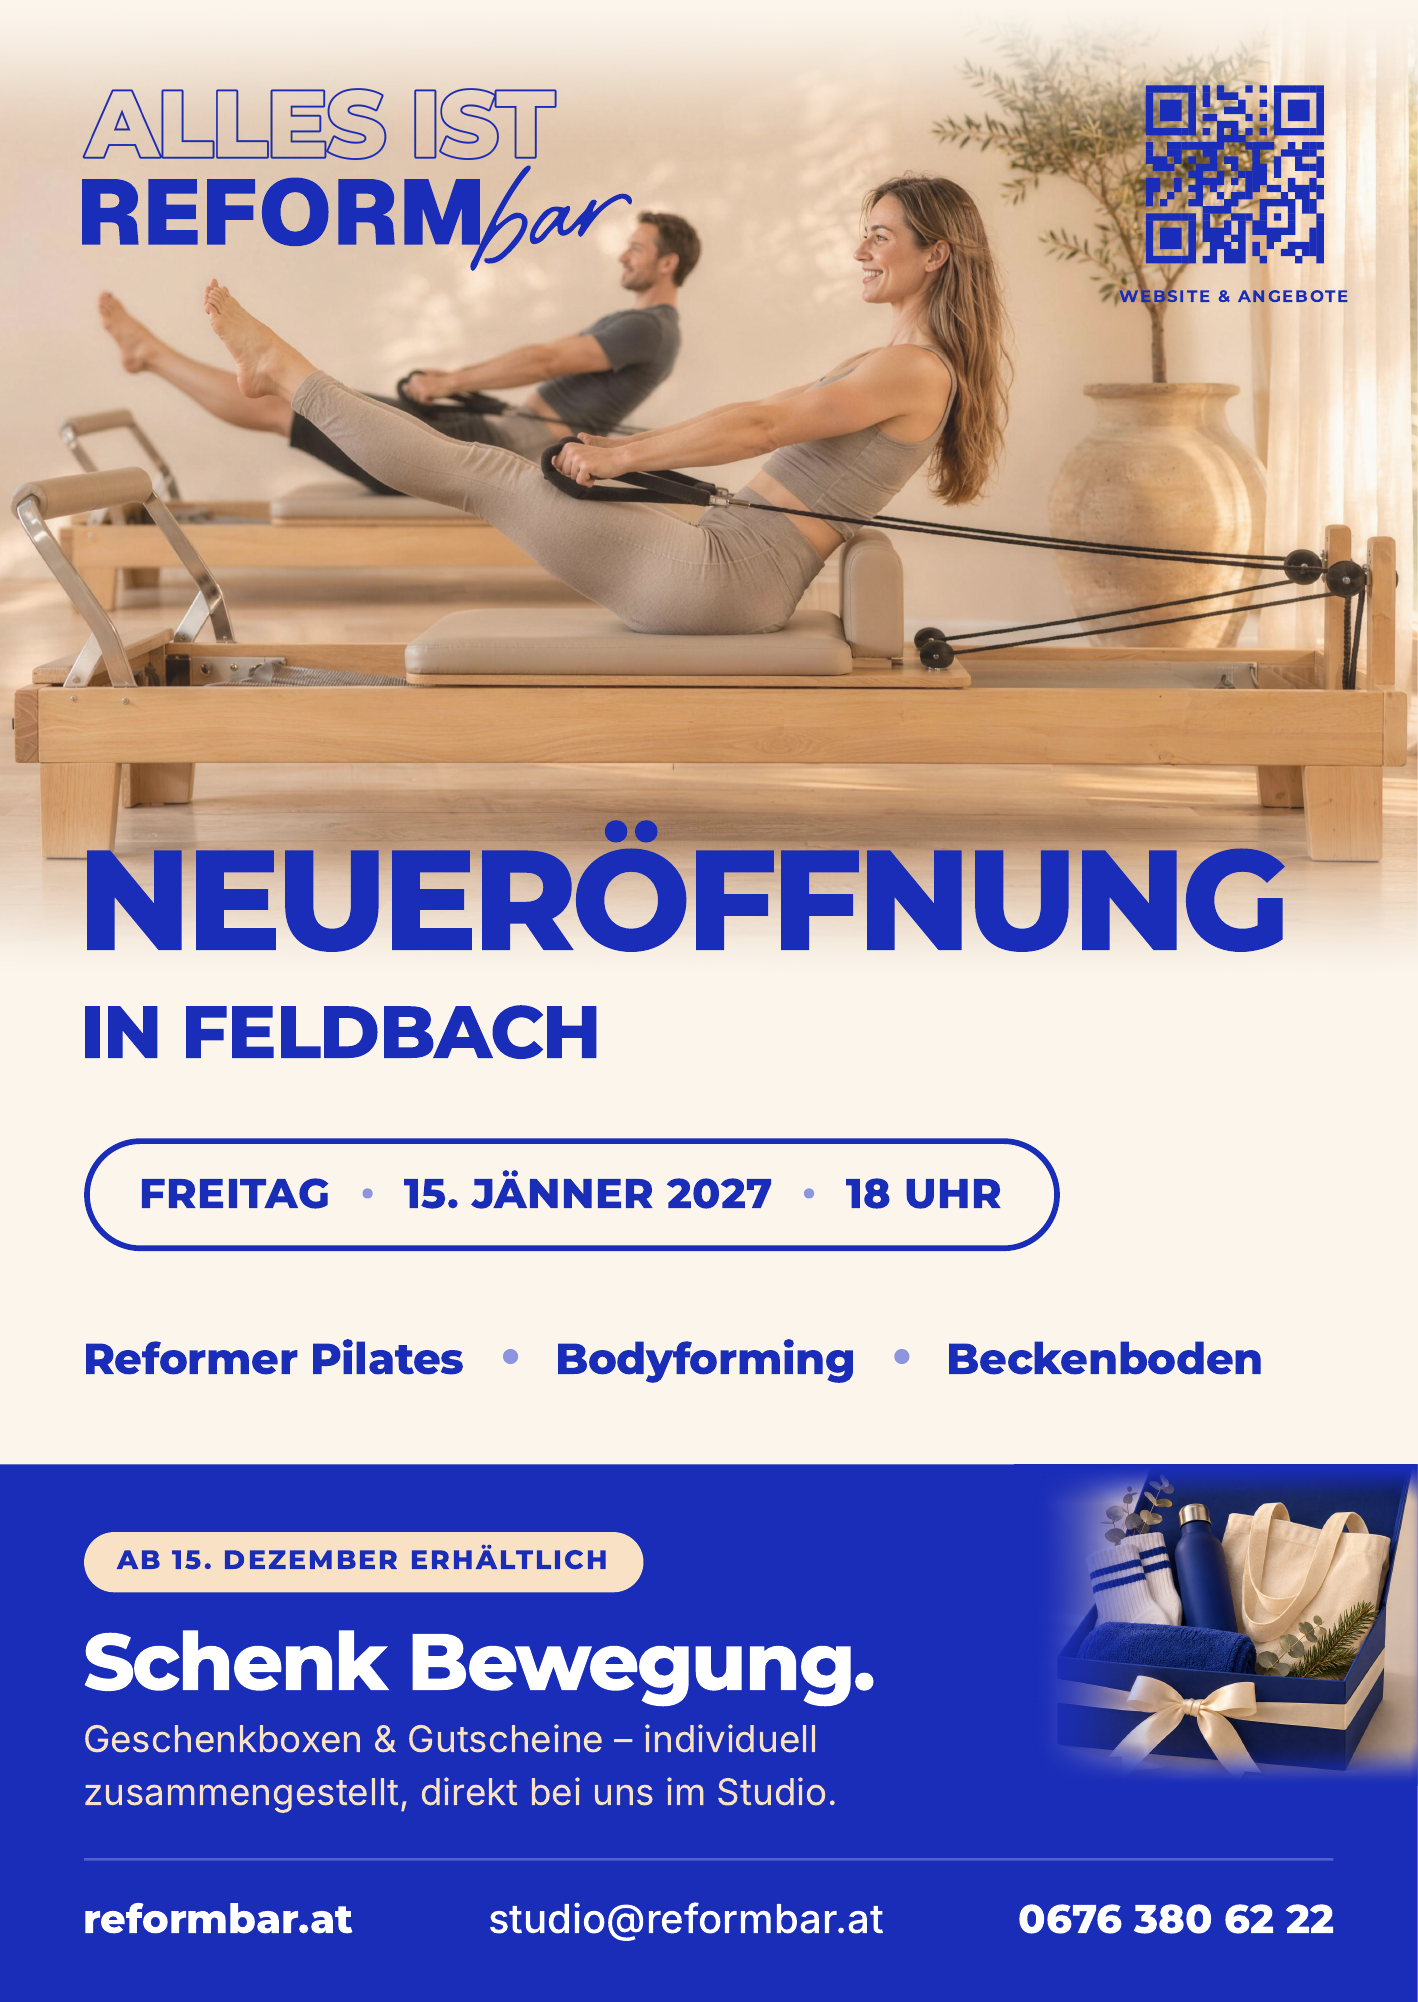 ALLES IST
REFORMbar
WEBSITE & ANGEBOTE
NEUERÖFFNUNG
IN FELDBACH
FREITAG • 15. JÄNNER 2027 • 18 UHR
Reformer Pilates • Bodyforming • Beckenboden
AB 15. DEZEMBER ERHÄLTLICH
Schenk Bewegung.
Geschenkboxen & Gutscheine – individuell
zusammengestellt, direkt bei uns im Studio.
reformbar.at studio@reformbar.at 0676 380 62 22